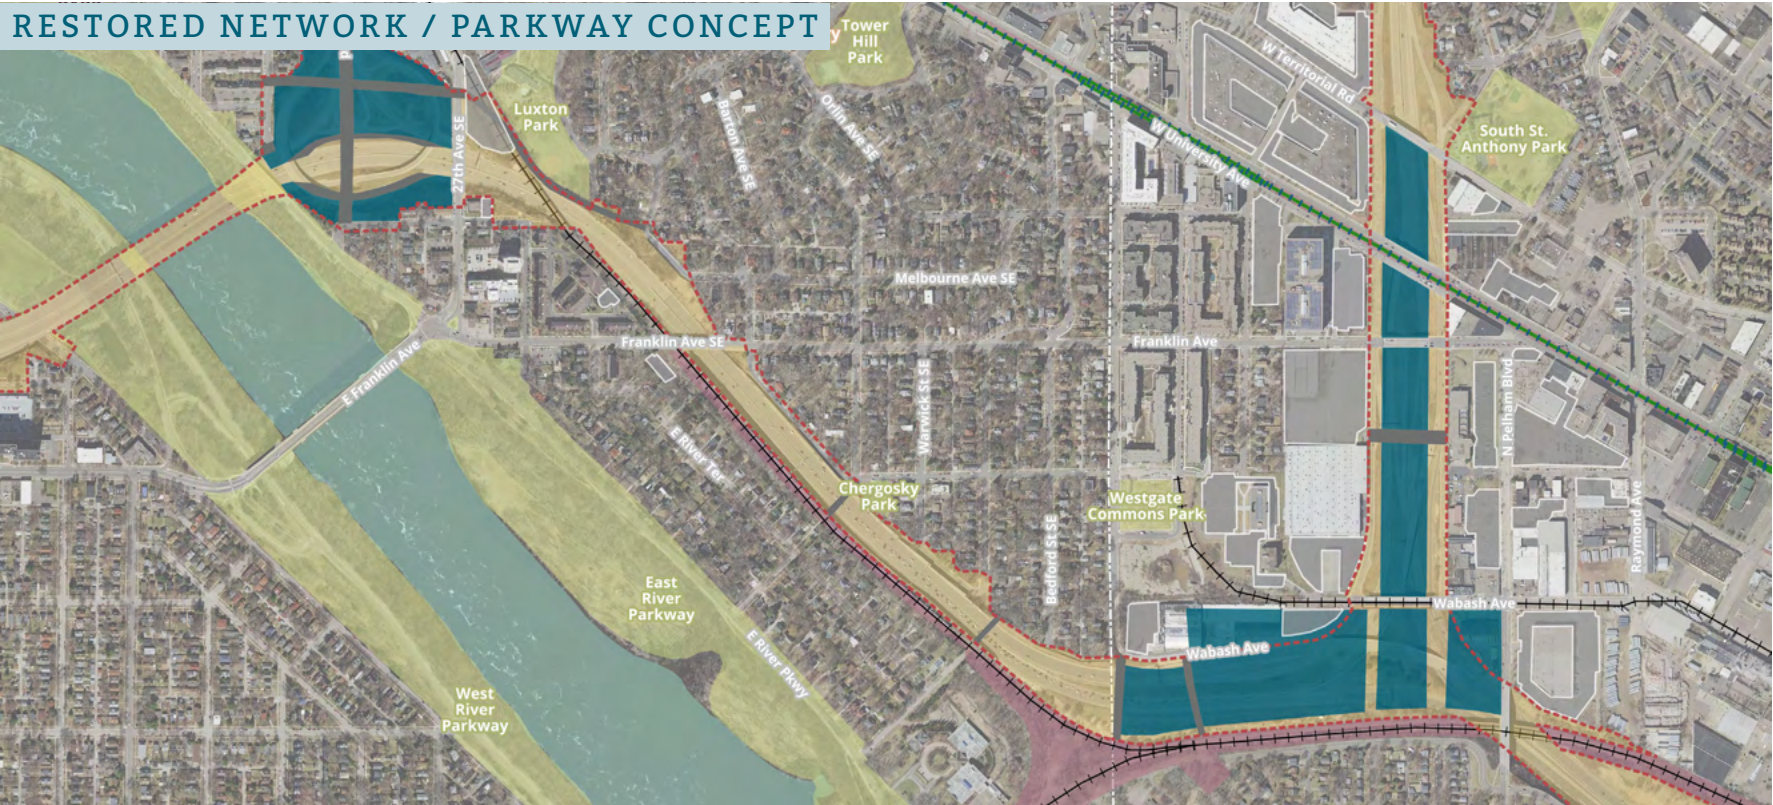 RESTORED NETWORK / PARKWAY CONCEPT
Tower
Hill
Park
W Territorial Rd
Luxton
Park
27th Ave SE
Barton Ave SE
Orlin Ave SE
W University Ave
South St.
Anthony Park
Melbourne Ave SE
Franklin Ave SE
Franklin Ave
E Franklin Ave
Warwick St SE
N Pelham Blvd
E River Ter
Chergosky
Park
Westgate
Commons Park
Raymond Ave
Bedford St SE
East
River
Parkway
E River Pkwy
Wabash Ave
Wabash Ave
West
River
Parkway